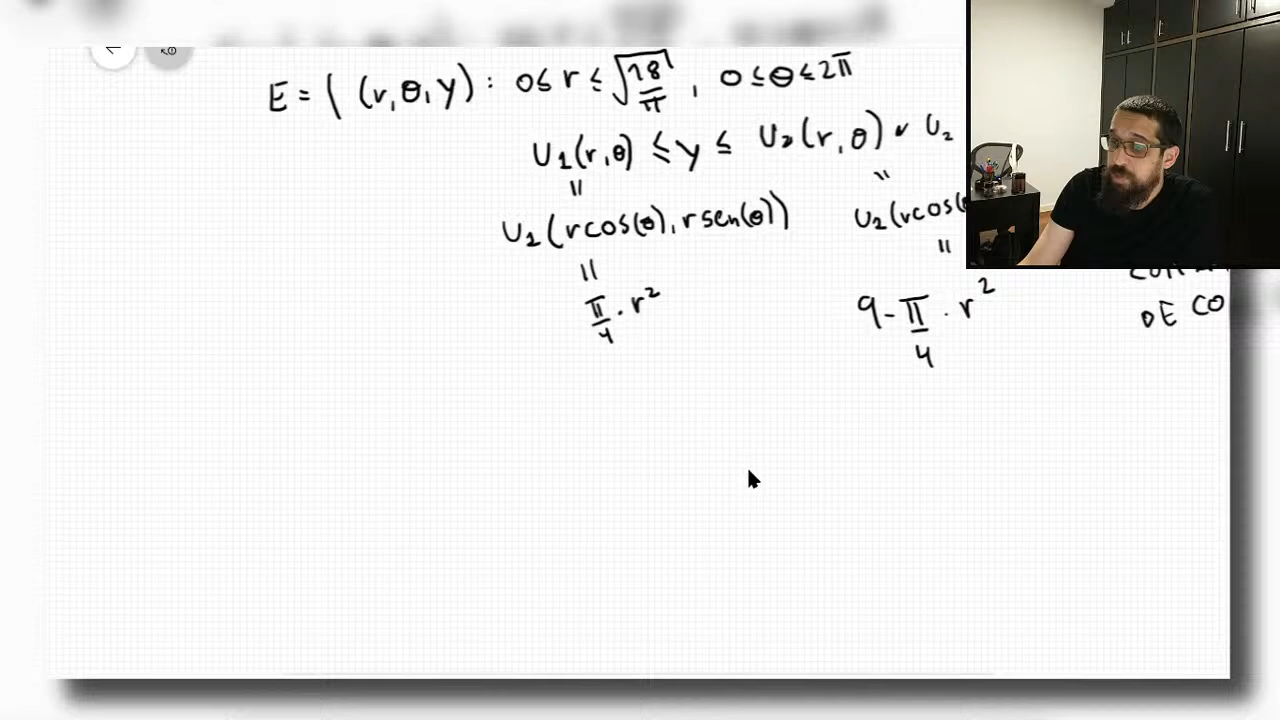 E = ( (r, θ, y) : 0 ≤ r ≤ √(18/π) , 0 ≤ θ ≤ 2π
U₁(r, θ) ≤ y ≤ U₂(r, θ) U₂
" "
U₁(rcos(θ), rsen(θ)) U₂(rcos(θ
" "
π/4 · r² 9 - π/4 · r²
DE CO